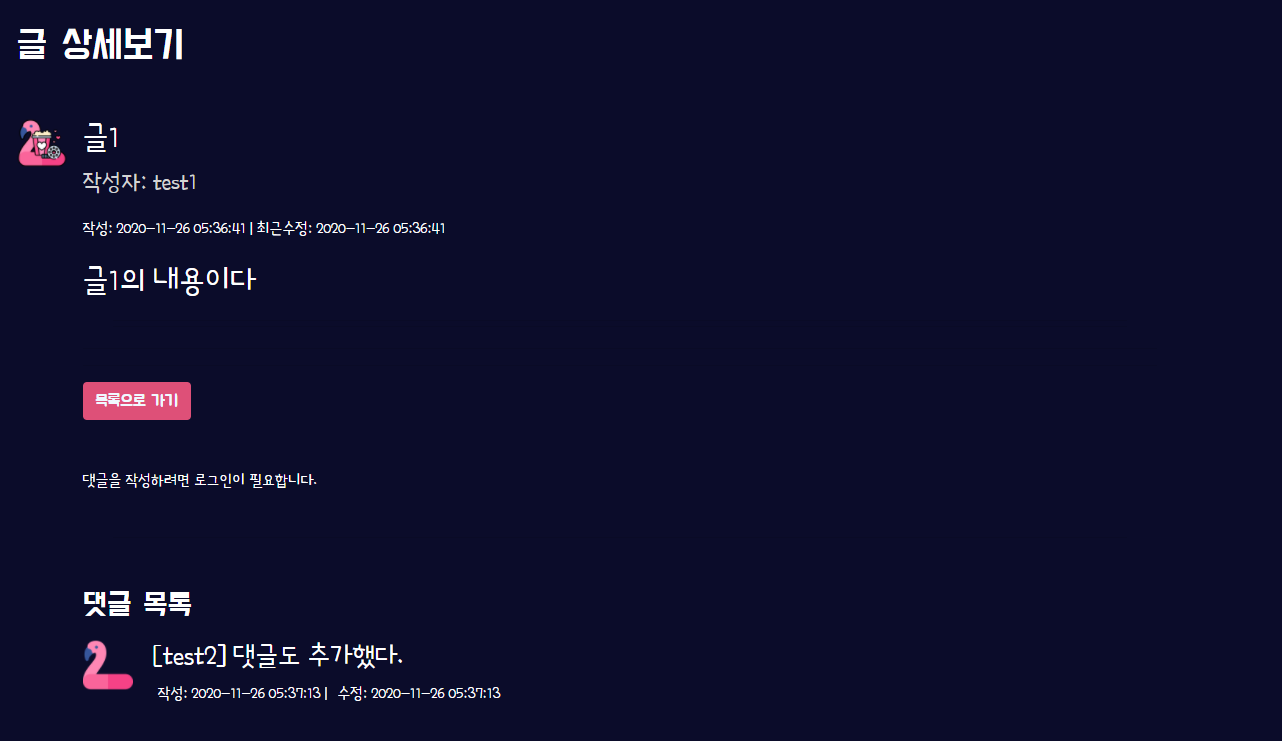 글 상세보기
글1
작성자: test1
작성: 2020-11-26 05:36:41 | 최근수정: 2020-11-26 05:36:41
글1의 내용이다
목록으로 가기
댓글을 작성하려면 로그인이 필요합니다.
댓글 목록
[test2] 댓글도 추가했다.
작성: 2020-11-26 05:37:13 | 수정: 2020-11-26 05:37:13